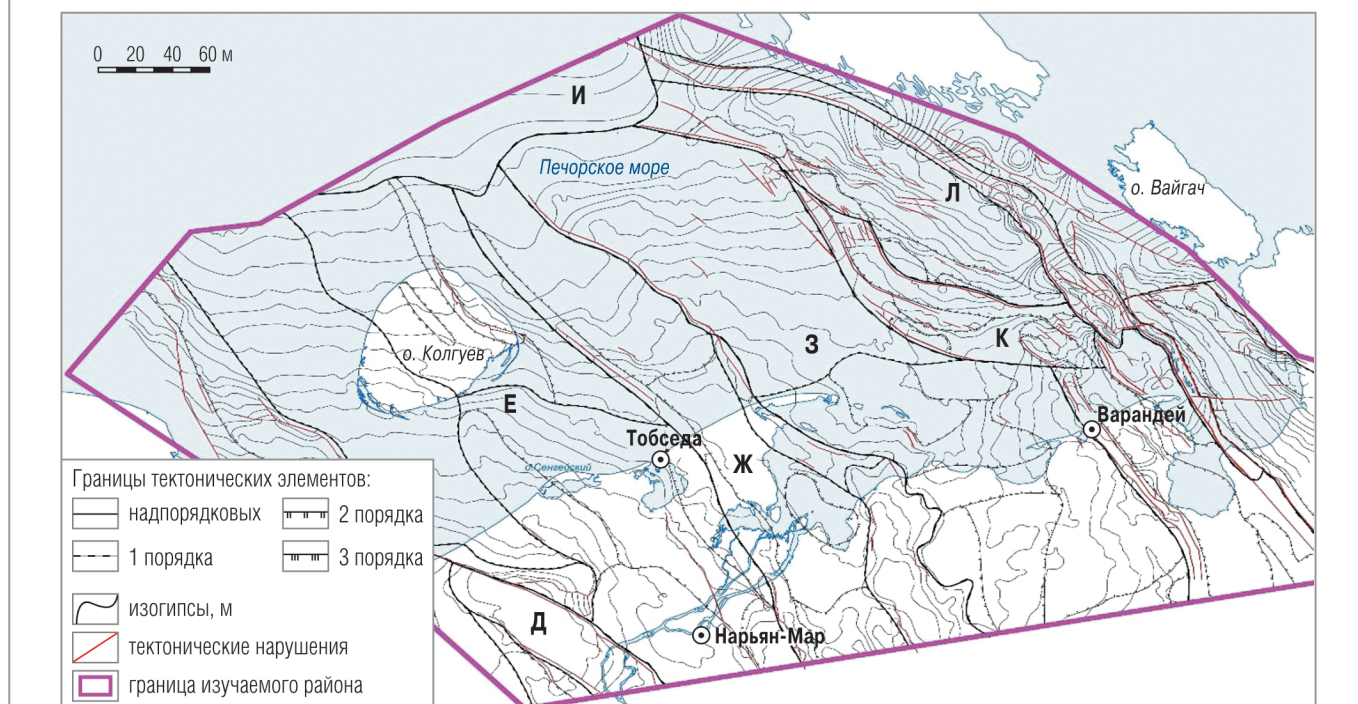 0 20 40 60 м
И
Печорское море
Л
о. Вайгач
З
К
о. Колгуев
Е
Варандей
Тобседа
Ж
о.Сенгейский
Д
Нарьян-Мар
Границы тектонических элементов:
надпорядковых
2 порядка
1 порядка
3 порядка
изогипсы, м
тектонические нарушения
граница изучаемого района